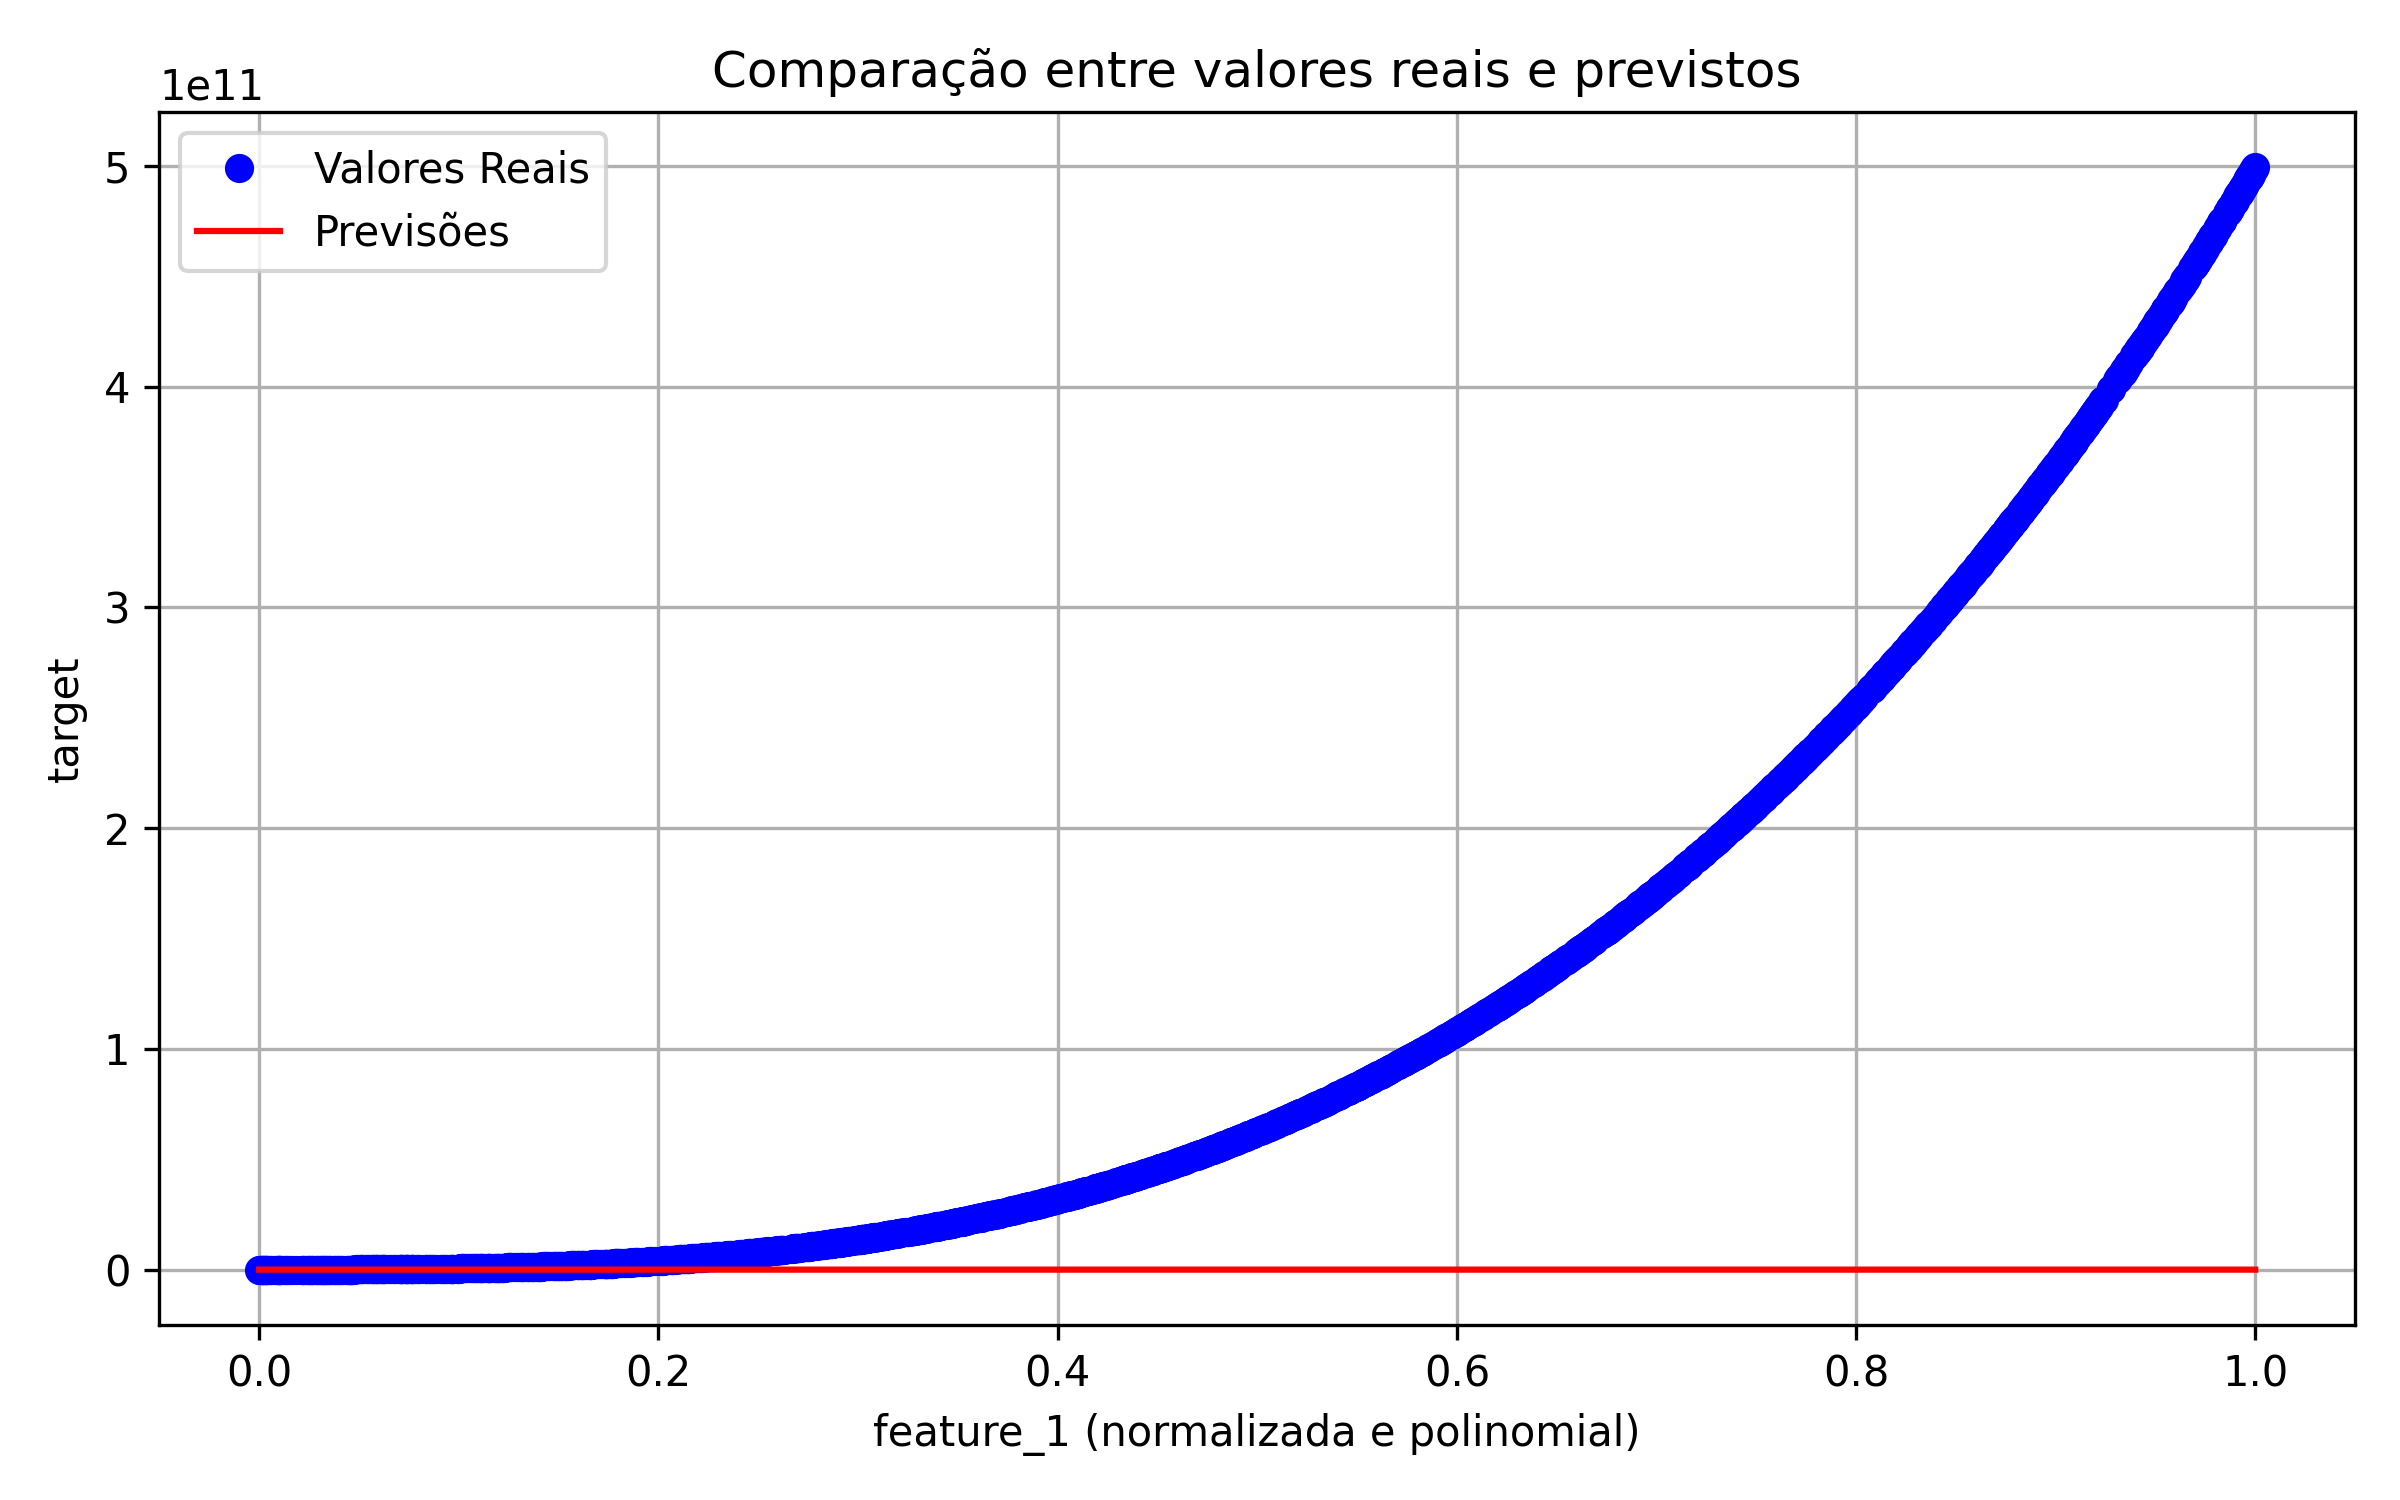 Comparação entre valores reais e previstos
1e11
Valores Reais
Previsões
5
4
3
2
1
0
target
0.0 0.2 0.4 0.6 0.8 1.0
feature_1 (normalizada e polinomial)